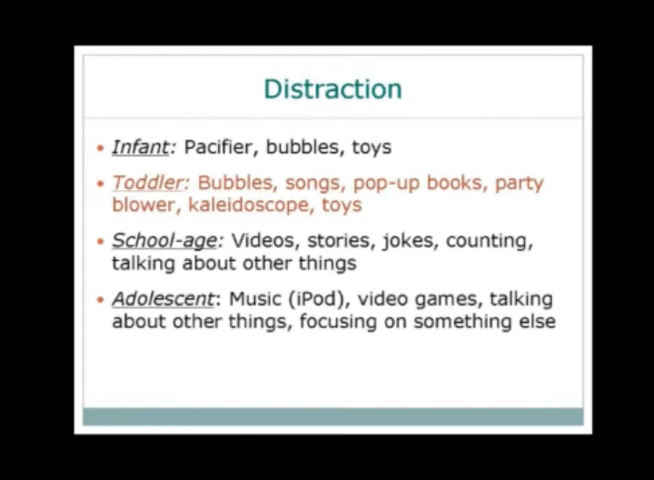 Distraction
• Infant: Pacifier, bubbles, toys
• Toddler: Bubbles, songs, pop-up books, party
blower, kaleidoscope, toys
• School-age: Videos, stories, jokes, counting,
talking about other things
• Adolescent: Music (iPod), video games, talking
about other things, focusing on something else